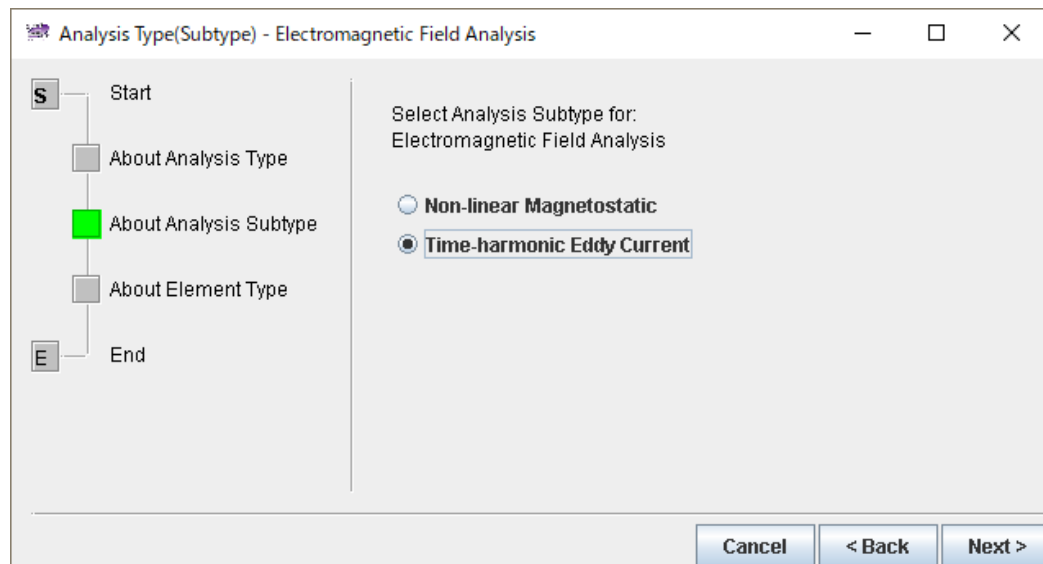 Analysis Type(Subtype) - Electromagnetic Field Analysis
S Start
About Analysis Type
About Analysis Subtype
About Element Type
E End
Select Analysis Subtype for:
Electromagnetic Field Analysis
Non-linear Magnetostatic
Time-harmonic Eddy Current
Cancel < Back Next >